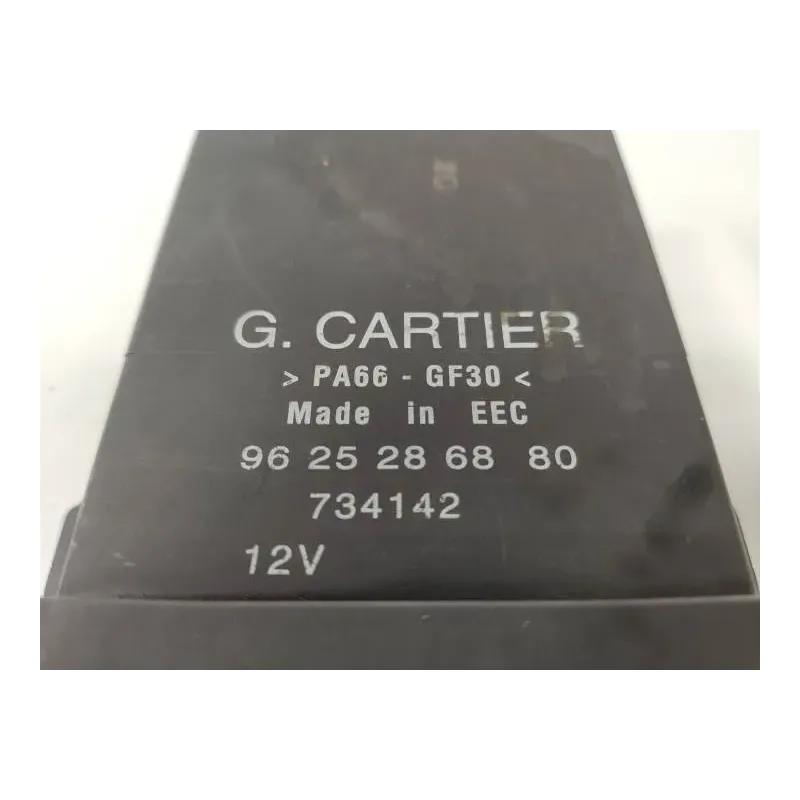 G. CARTIER
> PA66 - GF30 <
Made in EEC
96 25 28 68 80
734142
12V